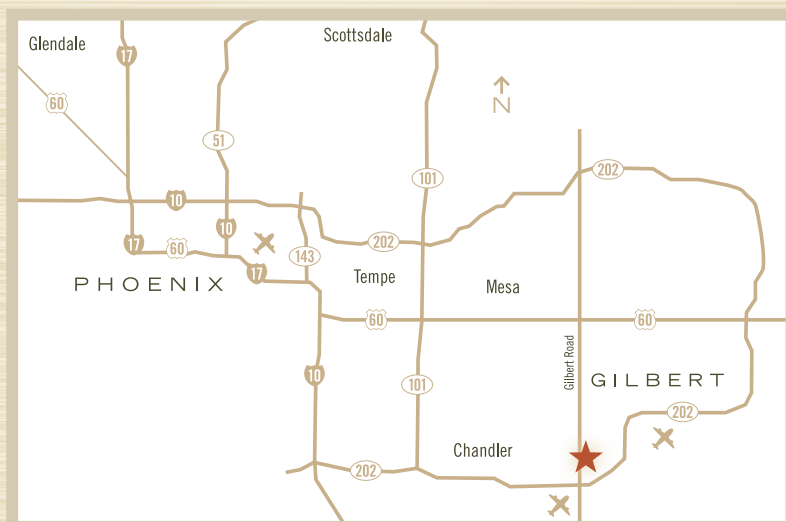 Scottsdale
Glendale
17
60
51
N
202
101
10
10
202
17
60
143
17
Tempe
Mesa
PHOENIX
60
60
Gilbert Road
10
GILBERT
101
202
Chandler
202